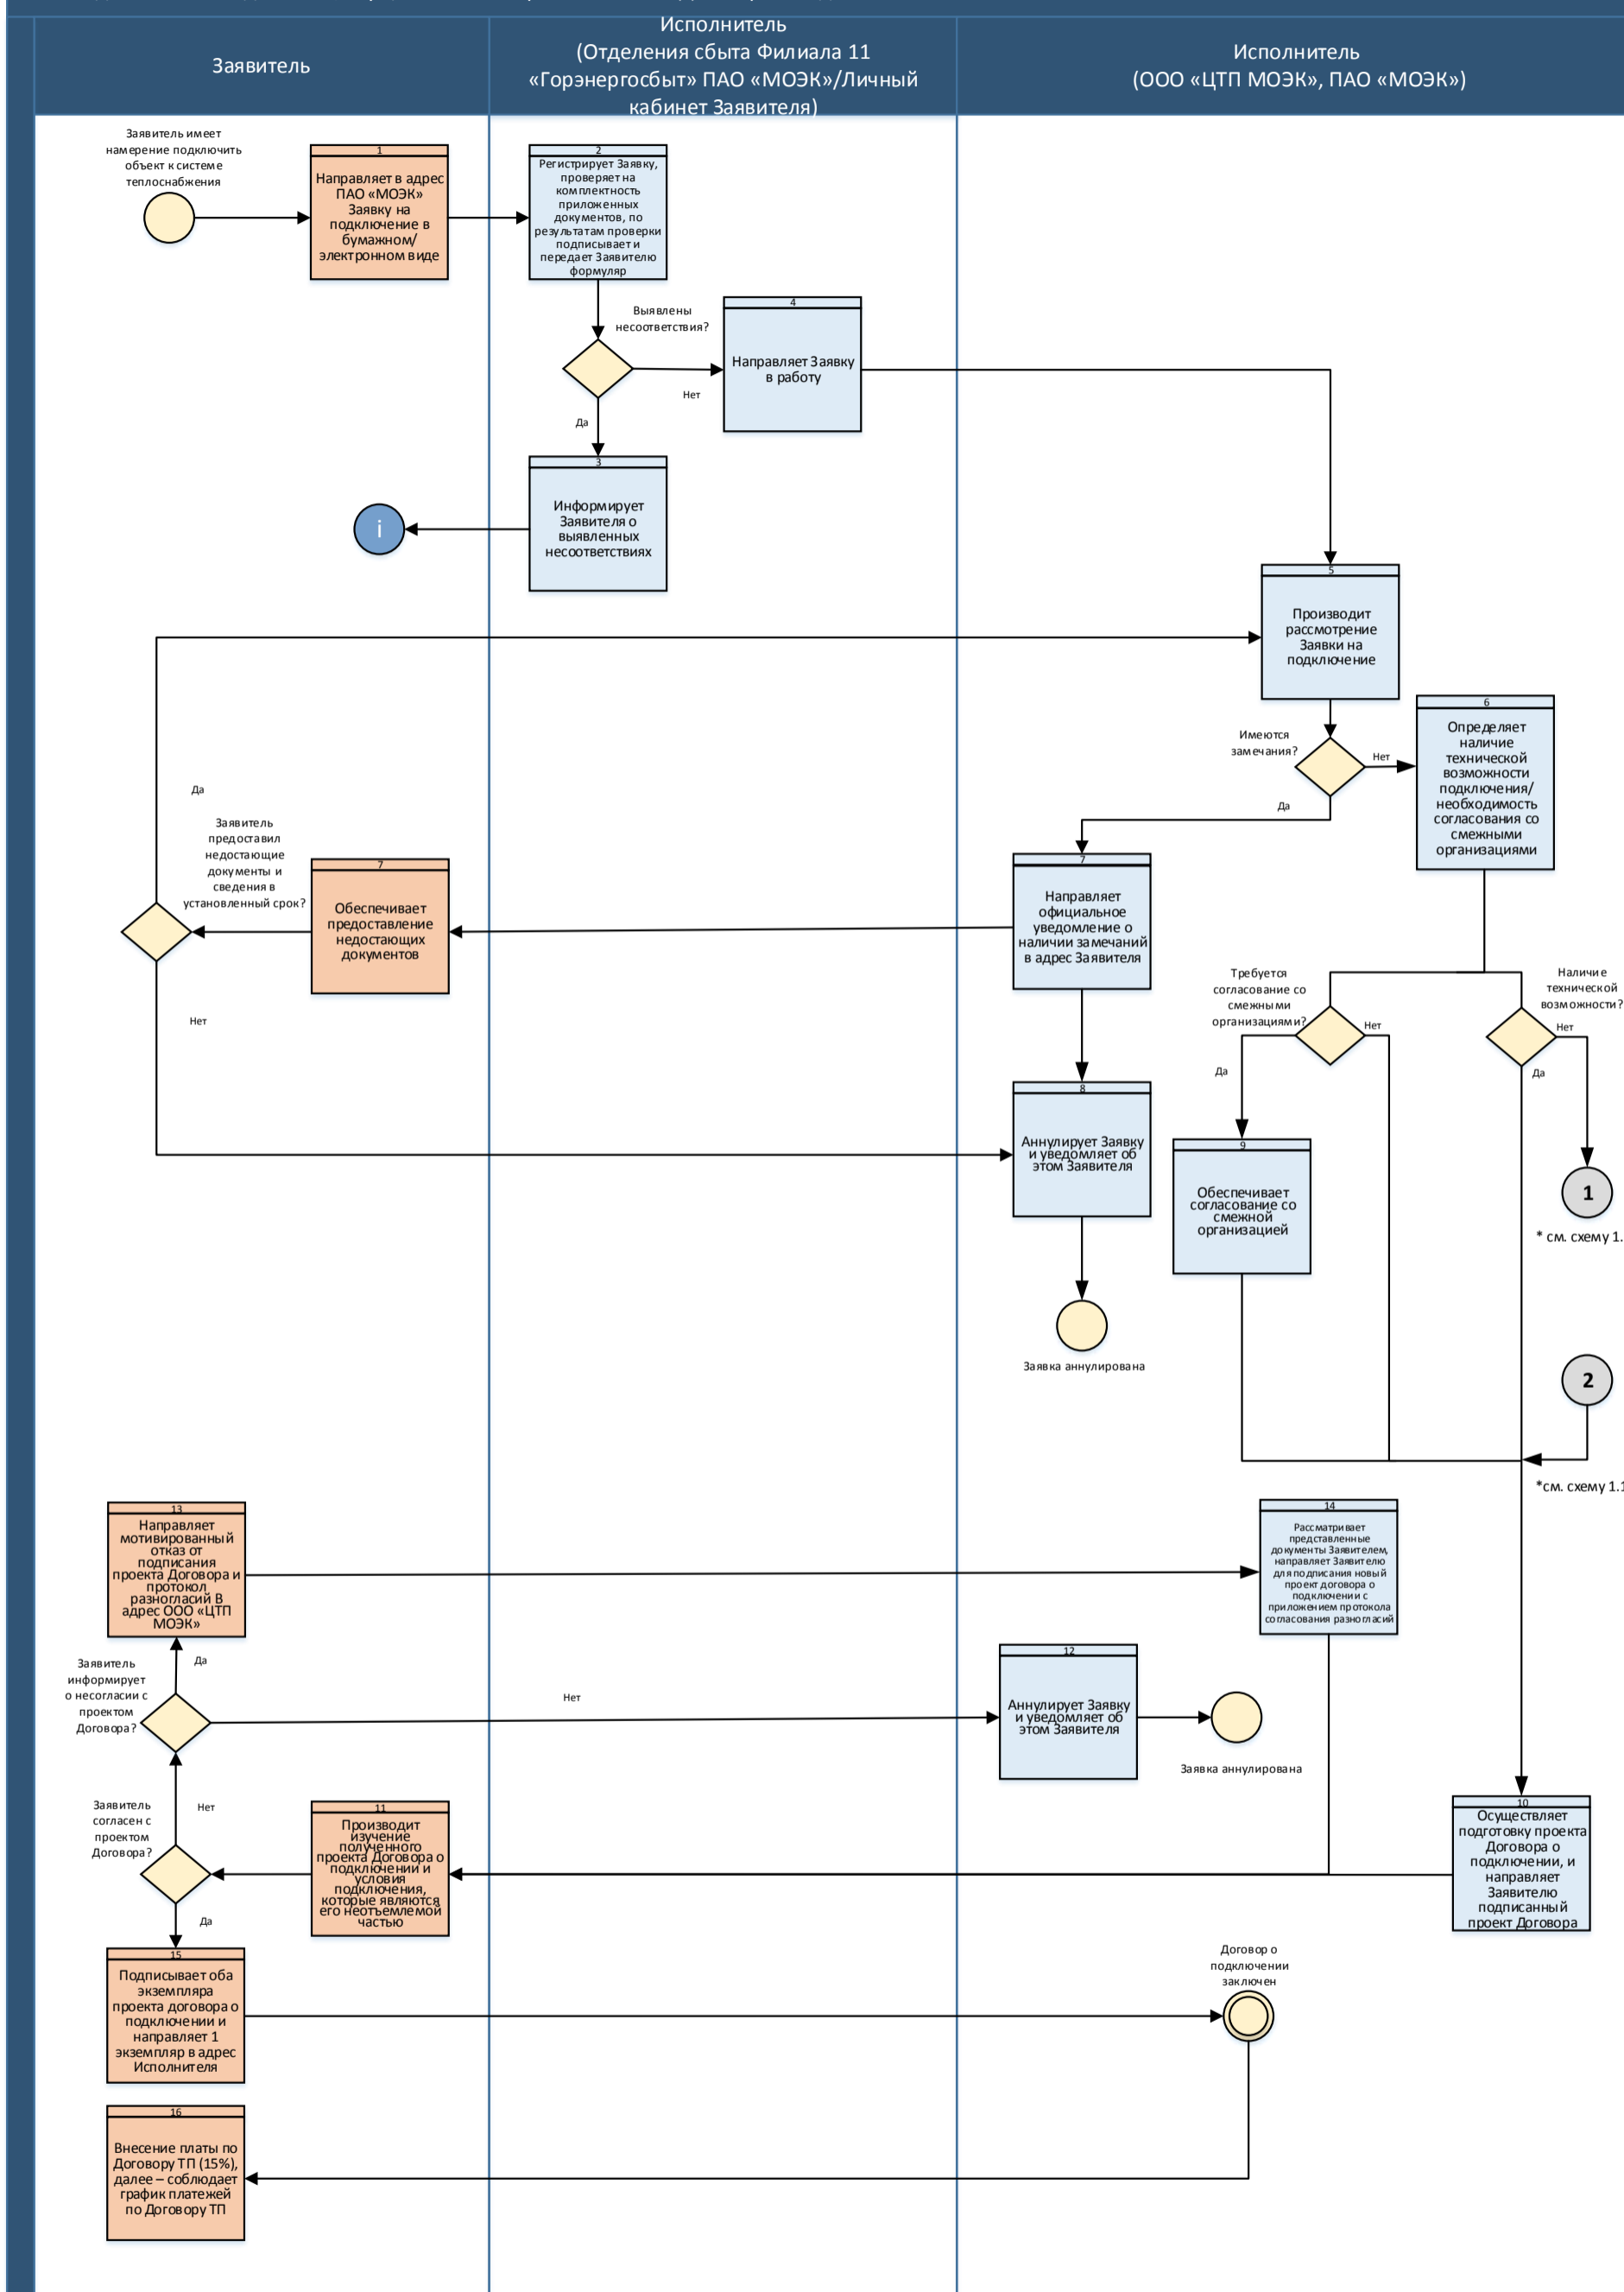 Заявитель
Исполнитель
(Отделения сбыта Филиала 11
«Горэнергосбыт» ПАО «МОЭК»/Личный
кабинет Заявителя)
Исполнитель
(ООО «ЦТП МОЭК», ПАО «МОЭК»)
Заявитель имеет
намерение подключить
объект к системе
теплоснабжения
1
Направляет в адрес
ПАО «МОЭК»
Заявку на
подключение в
бумажном/
электронном виде
2
Регистрирует Заявку,
проверяет на
комплектность
приложенных
документов, по
результатам проверки
подписывает и
передает Заявителю
формуляр
Выявлены
несоответствия?
Нет
Да
4
Направляет Заявку
в работу
3
Информирует
Заявителя о
выявленных
несоответствиях
i
5
Производит
рассмотрение
Заявки на
подключение
Имеются
замечания?
Нет
Да
6
Определяет
наличие
технической
возможности
подключения/
необходимость
согласования со
смежными
организациями
Да
Заявитель
предоставил
недостающие
документы и
сведения в
установленный срок?
Нет
7
Обеспечивает
предоставление
недостающих
документов
7
Направляет
официальное
уведомление о
наличии замечаний
в адрес Заявителя
Требуется
согласование со
смежными
организациями?
Нет
Да
Наличие
технической
возможности?
Нет
Да
8
Аннулирует Заявку
и уведомляет об
этом Заявителя
9
Обеспечивает
согласование со
смежной
организацией
1
* см. схему 1.
Заявка аннулирована
2
*см. схему 1.1
13
Направляет
мотивированный
отказ от
подписания
проекта Договора и
протокол
разногласий В
адрес ООО «ЦТП
МОЭК»
14
Рассматривает
представленные
документы Заявителем,
направляет Заявителю
для подписания новый
проект договора о
подключении с
приложением протокола
согласования разногласий
Заявитель
информирует
о несогласии с
проектом
Договора?
Да
Нет
12
Аннулирует Заявку
и уведомляет об
этом Заявителя
Заявка аннулирована
Заявитель
согласен с
проектом
Договора?
Нет
Да
11
Производит
изучение
полученного
проекта Договора о
подключении и
условия
подключения,
которые являются
его неотъемлемой
частью
10
Осуществляет
подготовку проекта
Договора о
подключении, и
направляет
Заявителю
подписанный
проект Договора
15
Подписывает оба
экземпляра
проекта договора о
подключении и
направляет 1
экземпляр в адрес
Исполнителя
Договор о
подключении
заключен
16
Внесение платы по
Договору ТП (15%),
далее – соблюдает
график платежей
по Договору ТП